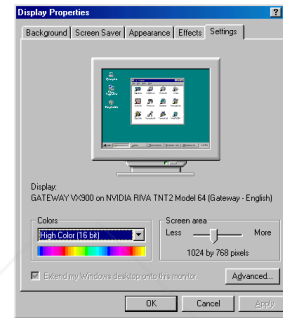 Display Properties
Background
Screen Saver
Appearance
Effects
Settings
Display:
GATEWAY VX900 on NVIDIA RIVA TNT2 Model 64 (Gateway - English)
Colors
High Color (16 bit)
Screen area
Less
More
1024 by 768 pixels
Extend my Windows desktop onto this monitor.
Advanced...
OK
Cancel
Apply